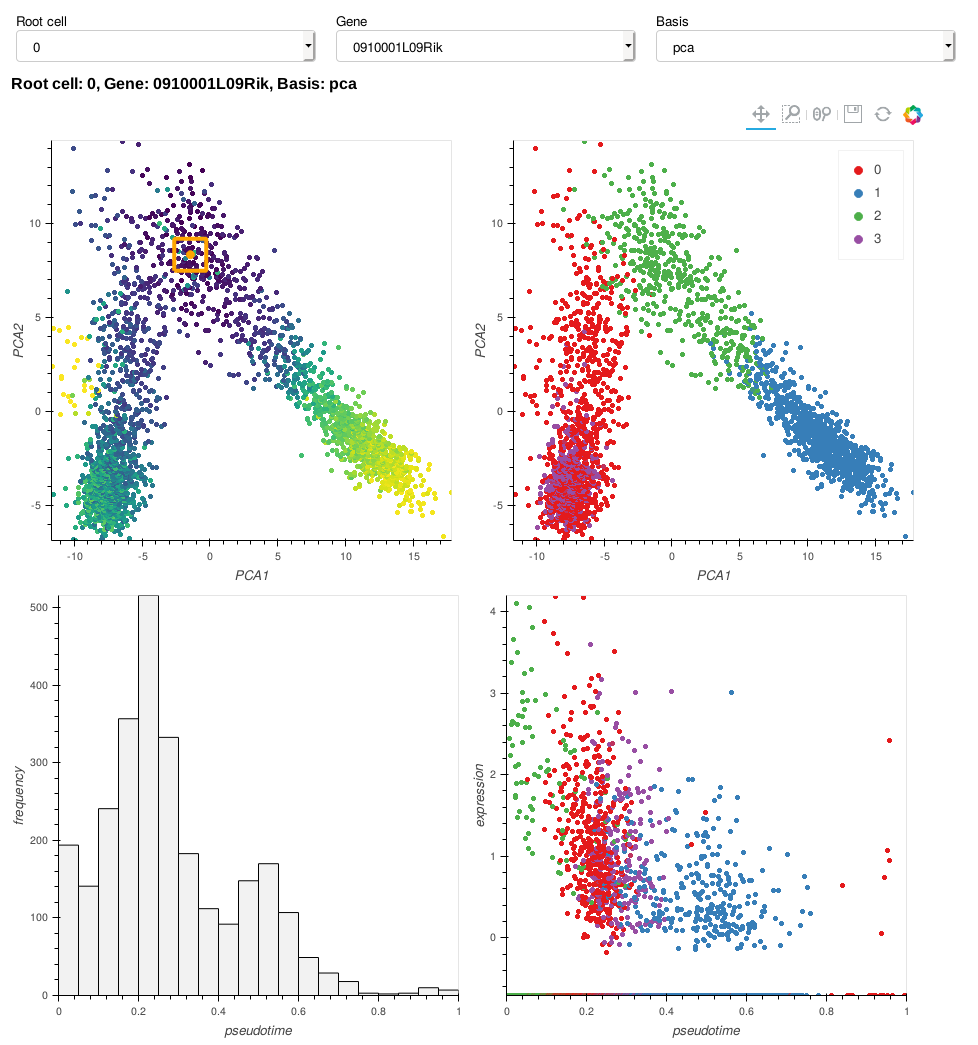 Root cell Gene Basis
0 0910001L09Rik pca
Root cell: 0, Gene: 0910001L09Rik, Basis: pca
10
5
0
-5
PCA2
-10 -5 0 5 10 15
PCA1
10
5
0
-5
PCA2
-10 -5 0 5 10 15
PCA1
0
1
2
3
500
400
300
200
100
0
frequency
0 0.2 0.4 0.6 0.8 1
pseudotime
4
3
2
1
0
expression
0 0.2 0.4 0.6 0.8 1
pseudotime